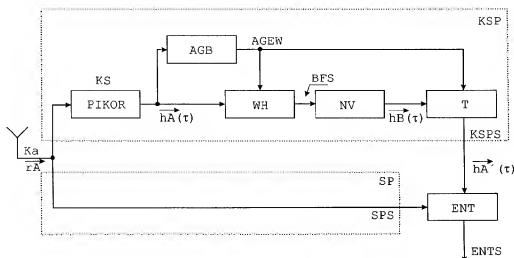 KSP
AGB
AGEW
KS
BFS
PIKOR
WH
NV
T
hA(τ)
hB(τ)
KSPS
Ka
rA
hA´(τ)
SP
SPS
ENT
ENTS